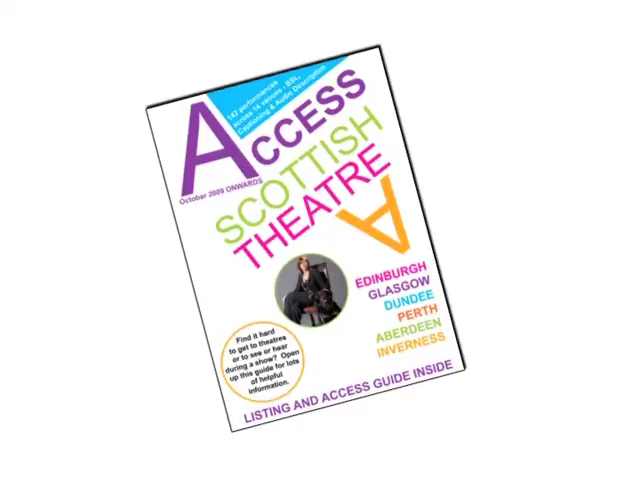 142 performances
across 14 venues - BSL,
Captioning & Audio Description
ACCESS
October 2009 ONWARDS
SCOTTISH
THEATRE
A
EDINBURGH
GLASGOW
DUNDEE
PERTH
ABERDEEN
INVERNESS
Find it hard
to get to theatres
or to see or hear
during a show? Open
up this guide for lots
of helpful
information.
LISTING AND ACCESS GUIDE INSIDE